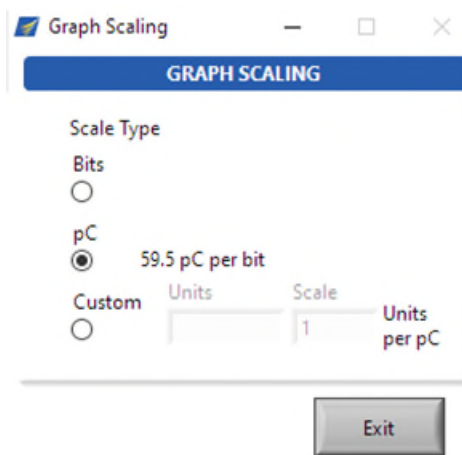 Graph Scaling
GRAPH SCALING
Scale Type
Bits
pC
59.5 pC per bit
Custom
Units
Scale
1
Units
per pC
Exit